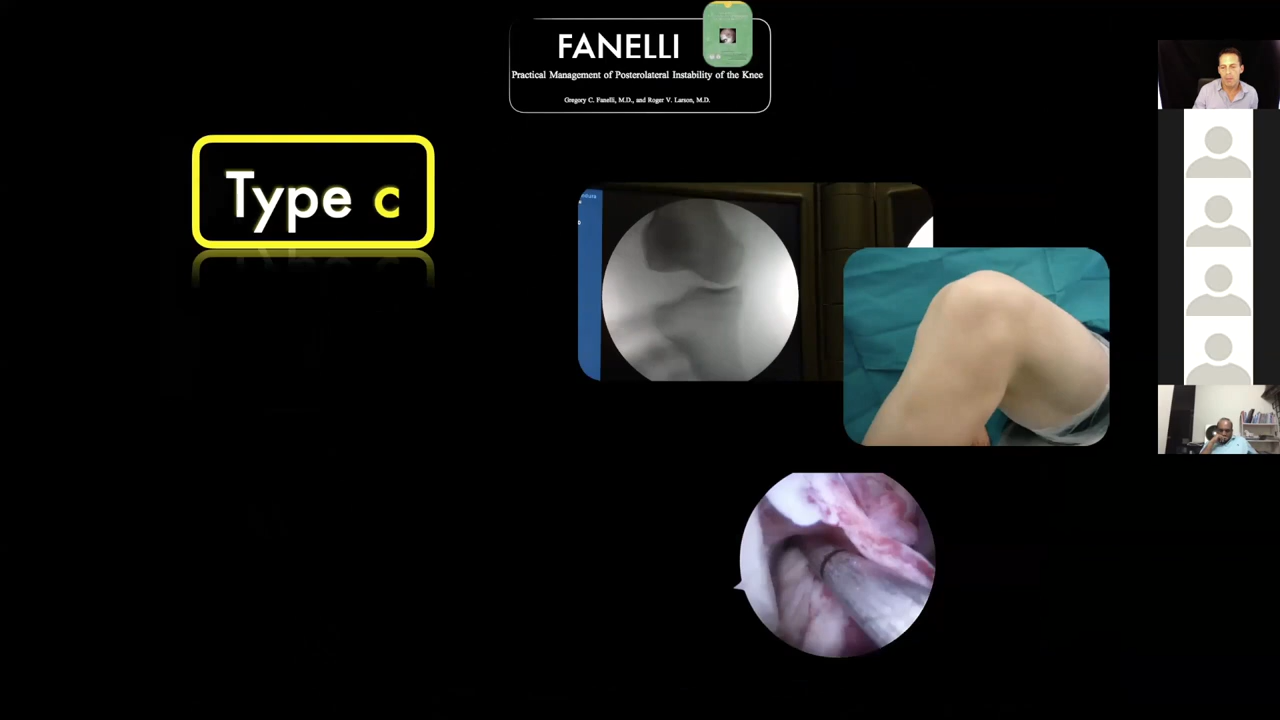 FANELLI
Practical Management of Posterolateral Instability of the Knee
Gregory C. Fanelli, M.D., and Roger V. Larson, M.D.
Type c